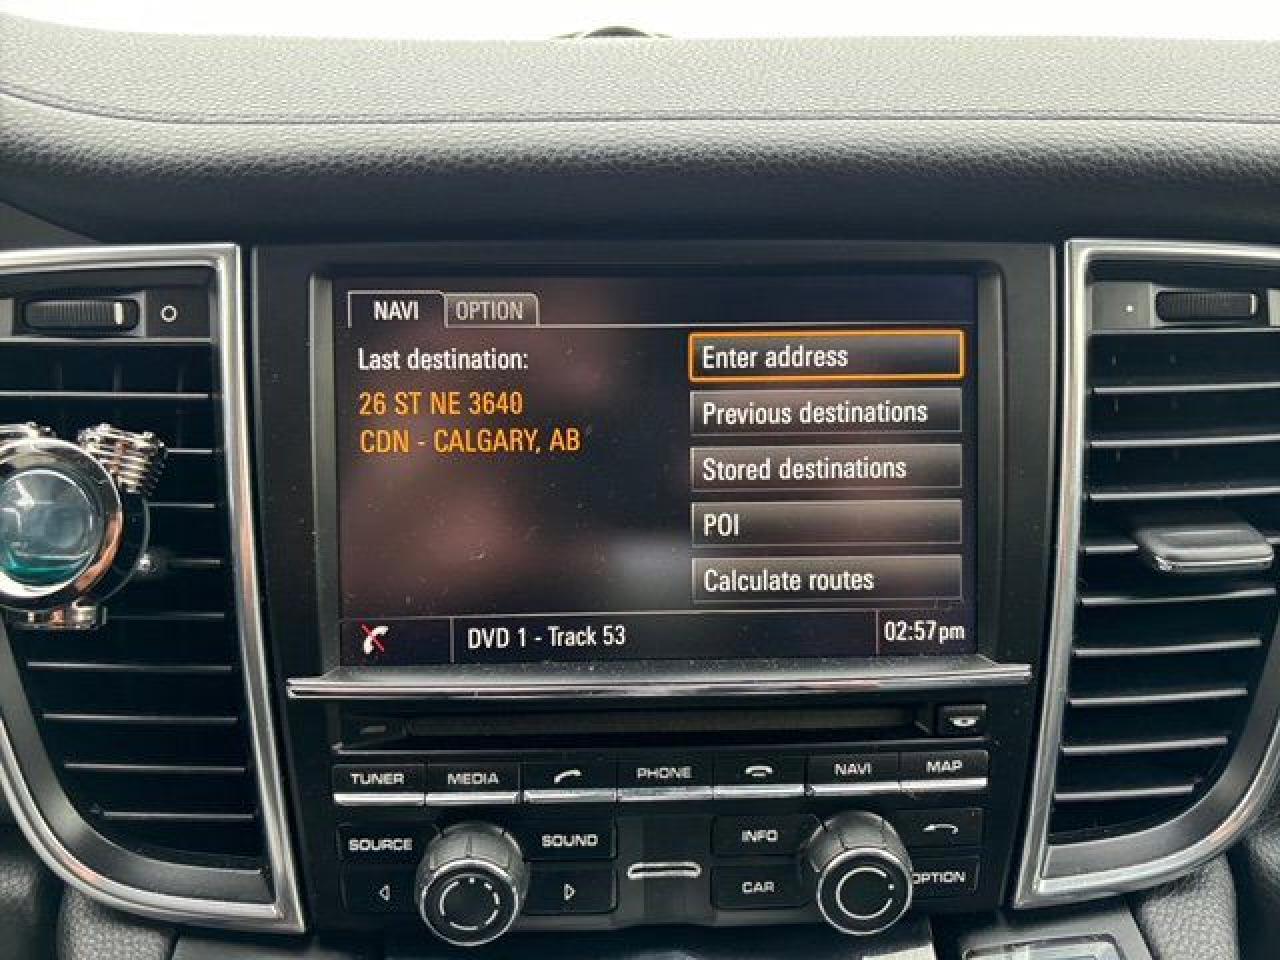 NAVI OPTION
Last destination:
26 ST NE 3640
CDN - CALGARY, AB
Enter address
Previous destinations
Stored destinations
POI
Calculate routes
DVD 1 - Track 53
02:57pm
TUNER MEDIA PHONE NAVI MAP
SOURCE SOUND INFO
CAR OPTION